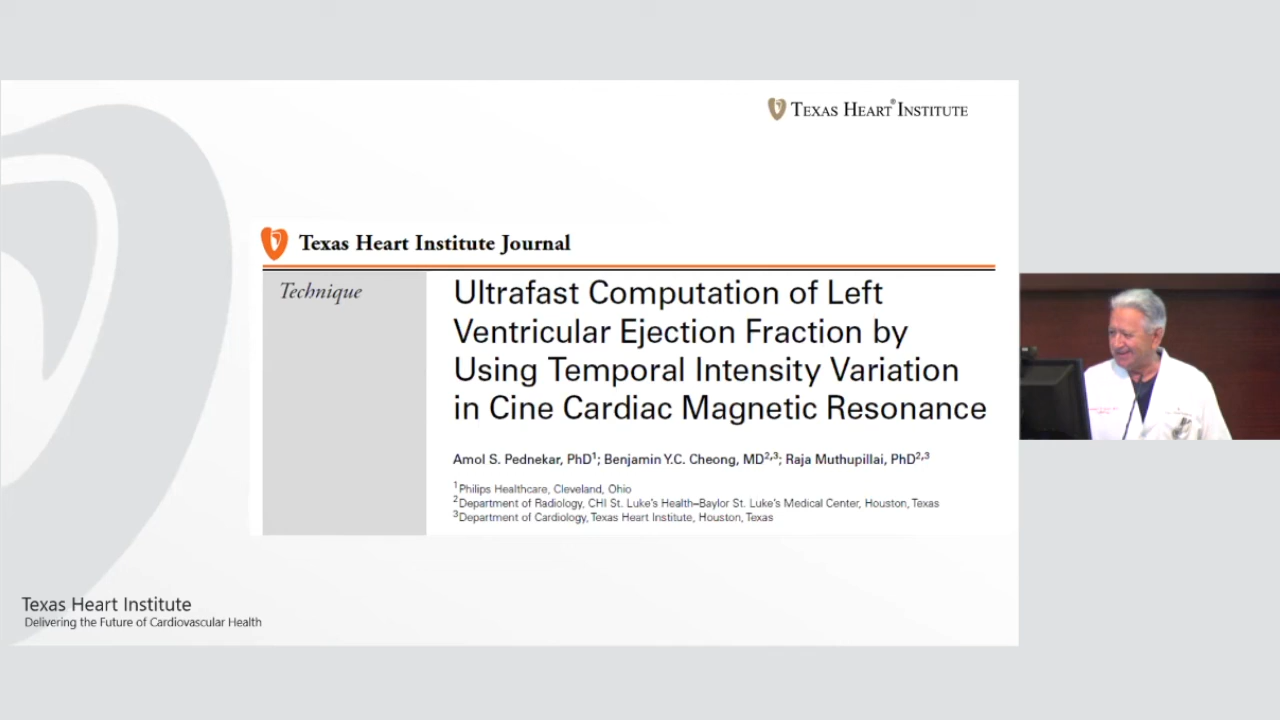 TEXAS HEART® INSTITUTE
Texas Heart Institute Journal
Technique
Ultrafast Computation of Left
Ventricular Ejection Fraction by
Using Temporal Intensity Variation
in Cine Cardiac Magnetic Resonance
Amol S. Pednekar, PhD1; Benjamin Y.C. Cheong, MD2,3; Raja Muthupillai, PhD2,3
1Philips Healthcare, Cleveland, Ohio
2Department of Radiology, CHI St. Luke's Health–Baylor St. Luke's Medical Center, Houston, Texas
3Department of Cardiology, Texas Heart Institute, Houston, Texas
Texas Heart Institute
Delivering the Future of Cardiovascular Health